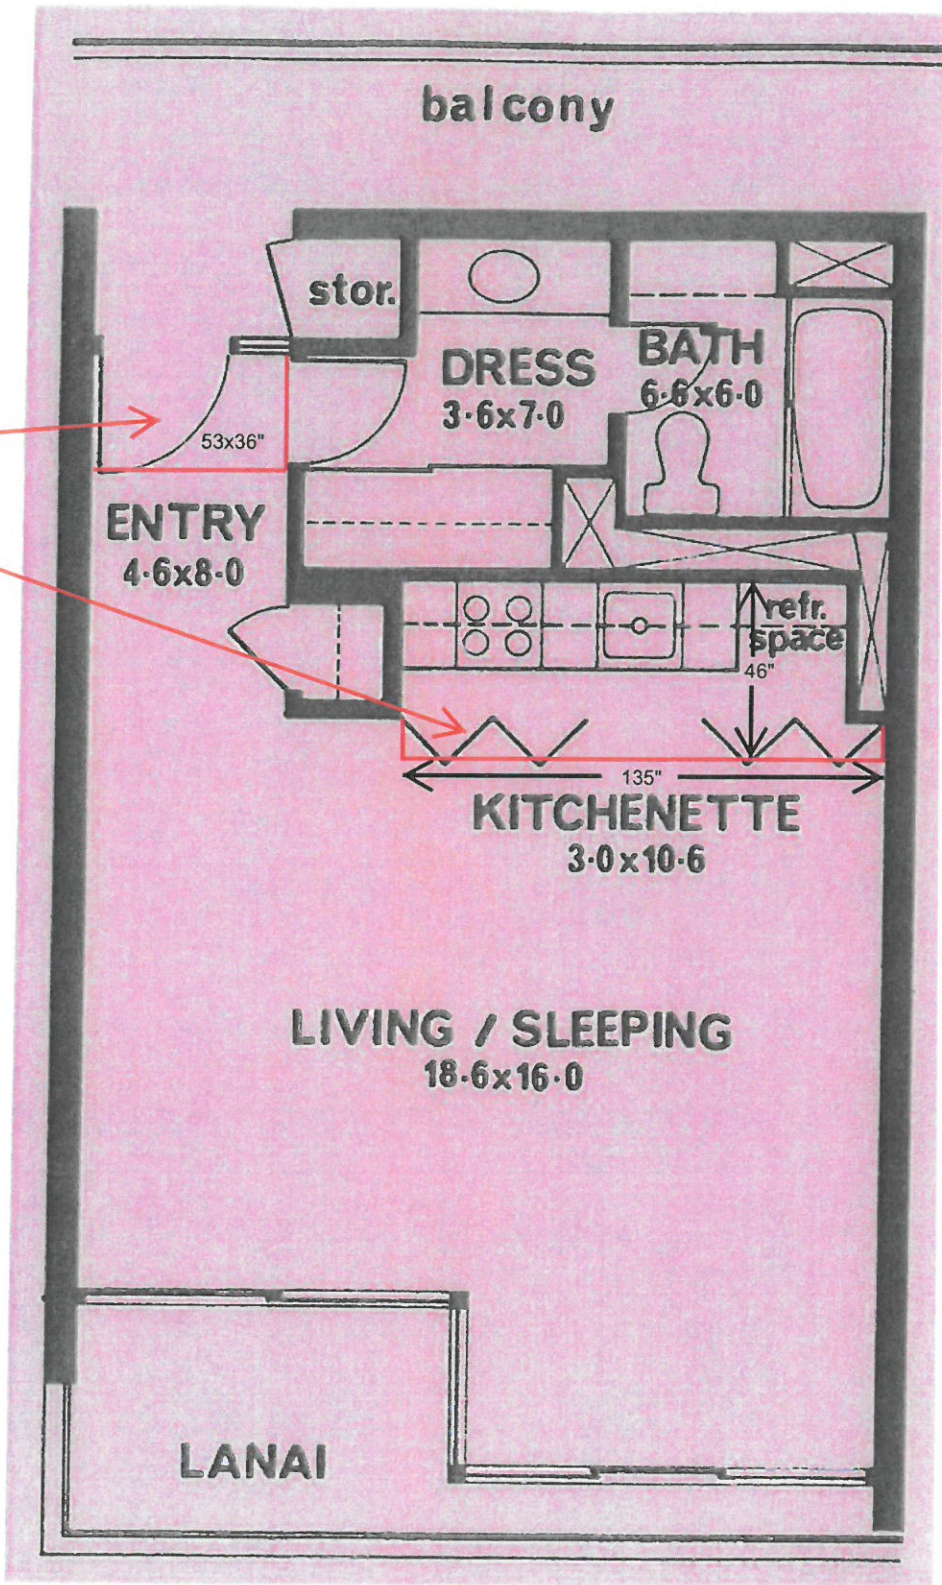 balcony
stor.
DRESS
3·6x7·0
BATH
6·6x6·0
53x36"
ENTRY
4·6x8·0
refr.
space
46"
135"
KITCHENETTE
3·0x10·6
LIVING / SLEEPING
18·6x16·0
LANAI